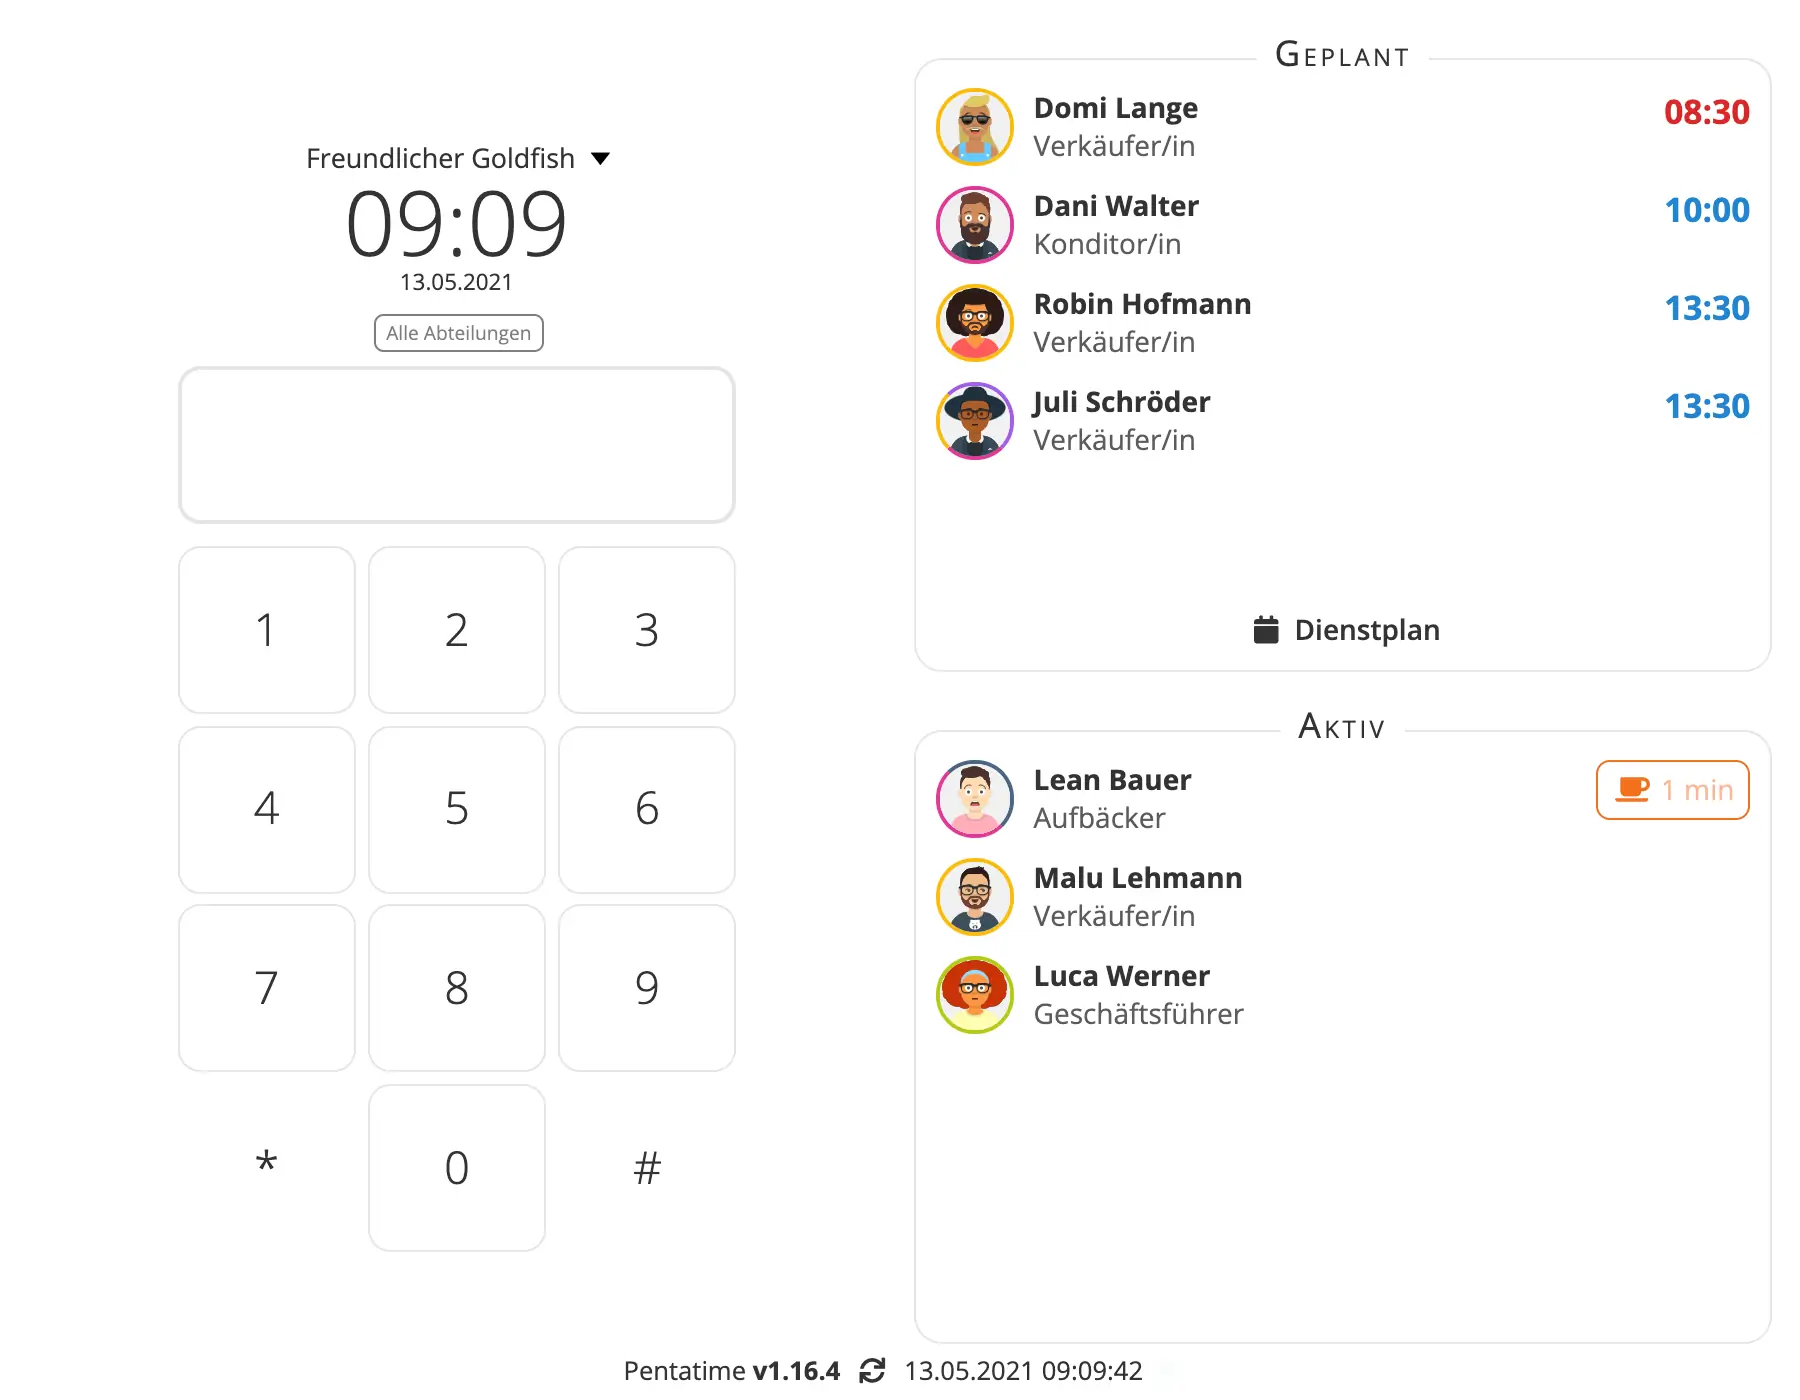 Freundlicher Goldfish
09:09
13.05.2021
Alle Abteilungen
1 2 3
4 5 6
7 8 9
* 0 #
Geplant
Domi Lange 08:30
Verkäufer/in
Dani Walter 10:00
Konditor/in
Robin Hofmann 13:30
Verkäufer/in
Juli Schröder 13:30
Verkäufer/in
Dienstplan
Aktiv
Lean Bauer 1 min
Aufbäcker
Malu Lehmann
Verkäufer/in
Luca Werner
Geschäftsführer
Pentatime v1.16.4 13.05.2021 09:09:42